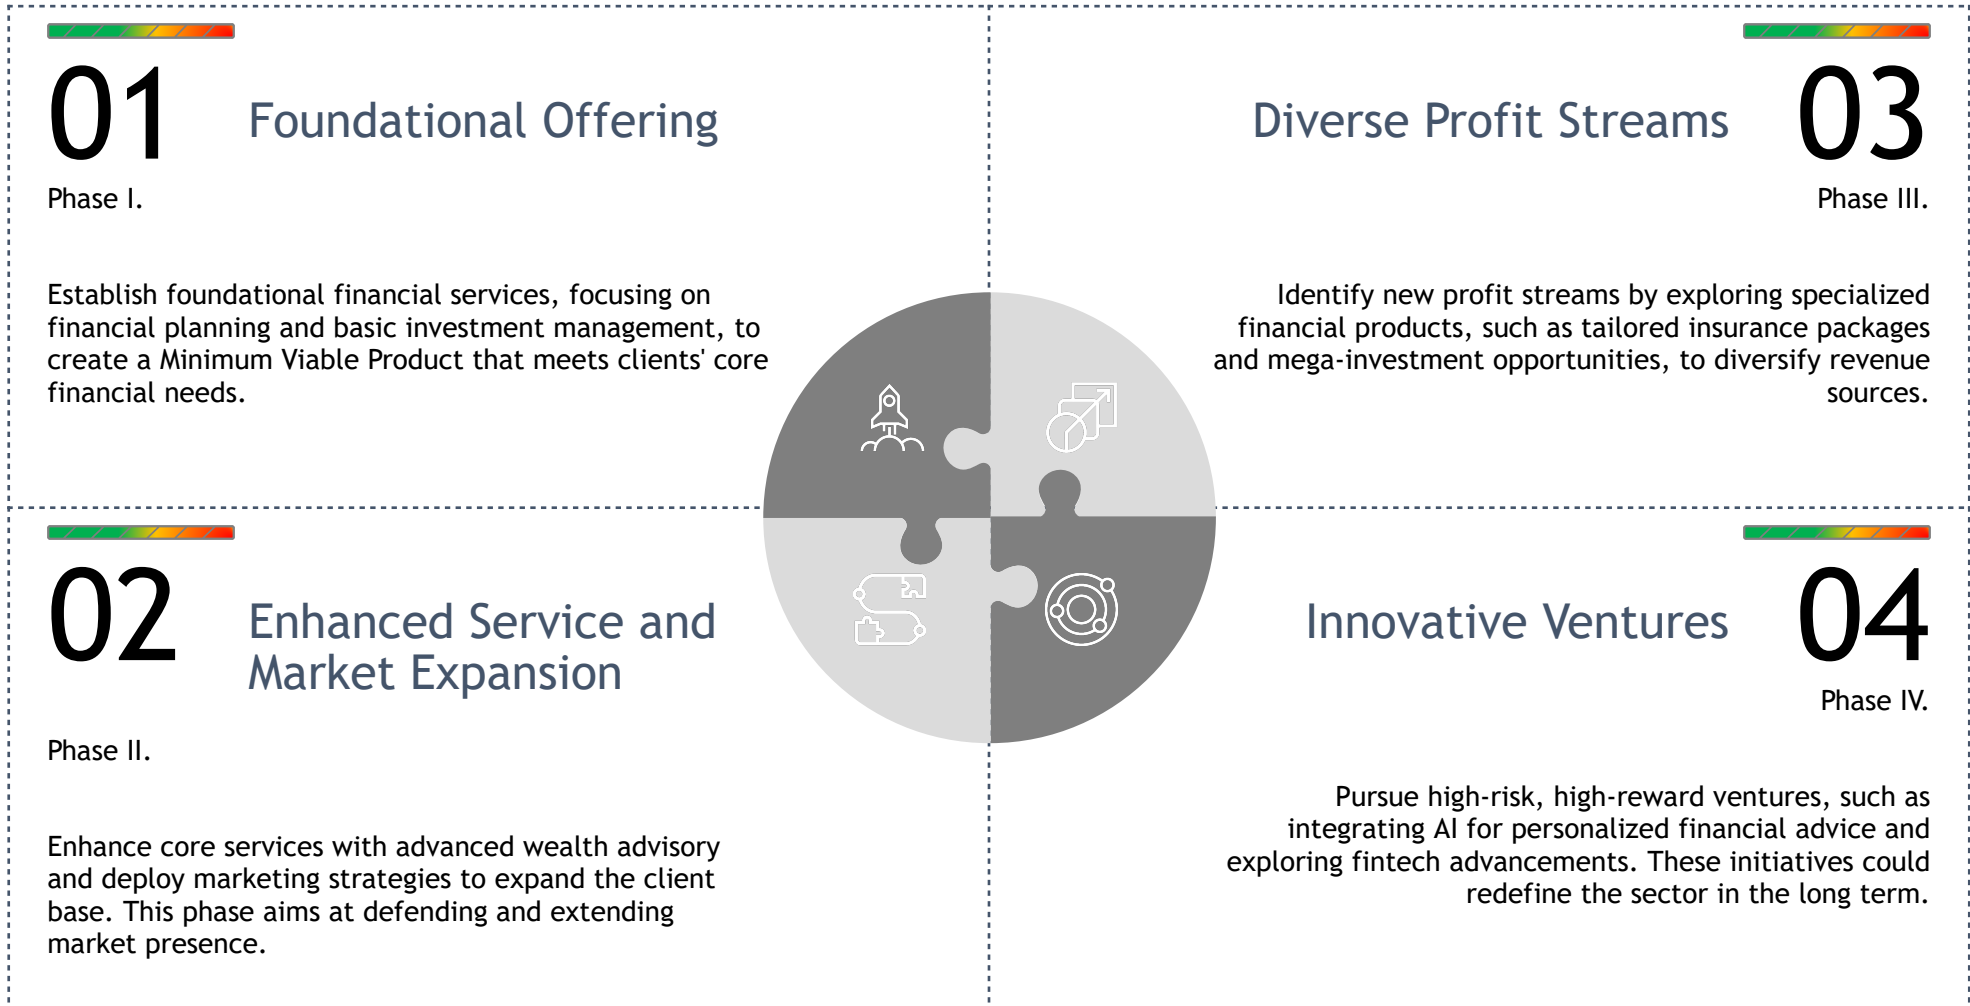 01
Foundational Offering
Phase I.
Establish foundational financial services, focusing on
financial planning and basic investment management, to
create a Minimum Viable Product that meets clients' core
financial needs.
02
Enhanced Service and
Market Expansion
Phase II.
Enhance core services with advanced wealth advisory
and deploy marketing strategies to expand the client
base. This phase aims at defending and extending
market presence.
Diverse Profit Streams
03
Phase III.
Identify new profit streams by exploring specialized
financial products, such as tailored insurance packages
and mega-investment opportunities, to diversify revenue
sources.
Innovative Ventures
04
Phase IV.
Pursue high-risk, high-reward ventures, such as
integrating AI for personalized financial advice and
exploring fintech advancements. These initiatives could
redefine the sector in the long term.